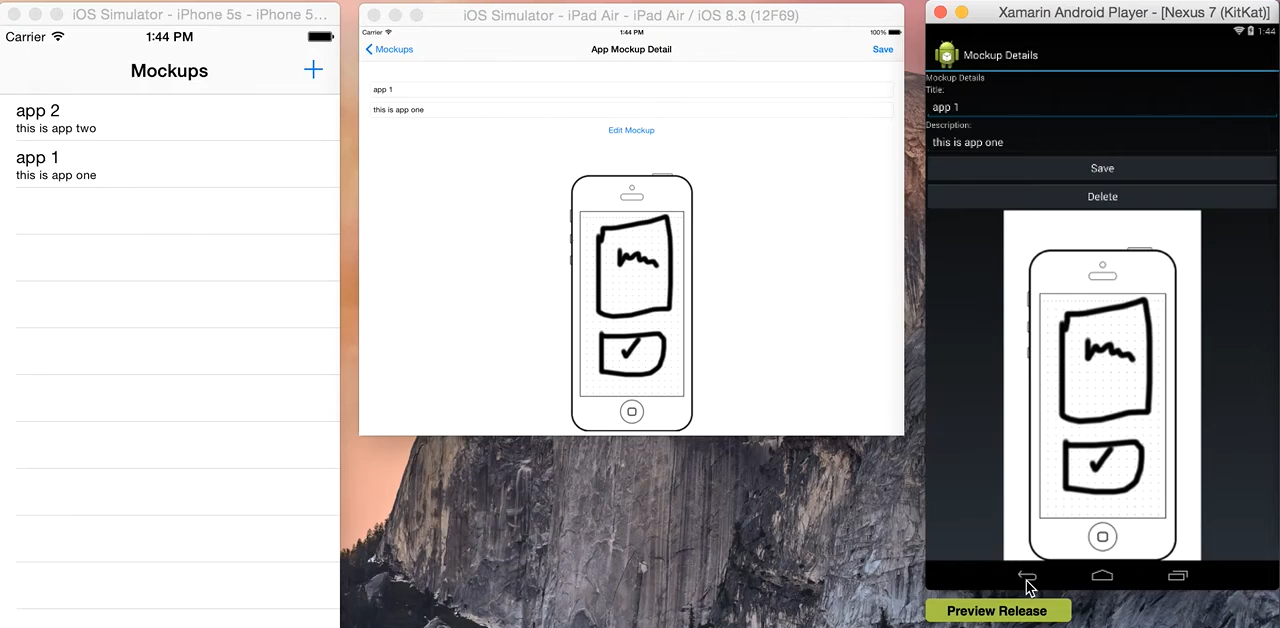 iOS Simulator - iPhone 5s - iPhone 5...
Carrier
1:44 PM
Mockups
+
app 2
this is app two
app 1
this is app one
iOS Simulator - iPad Air - iPad Air / iOS 8.3 (12F69)
Carrier
1:44 PM
100%
Mockups
App Mockup Detail
Save
app 1
this is app one
Edit Mockup
Xamarin Android Player - [Nexus 7 (KitKat)]
1:44
Mockup Details
Mockup Details
Title:
app 1
Description:
this is app one
Save
Delete
Preview Release